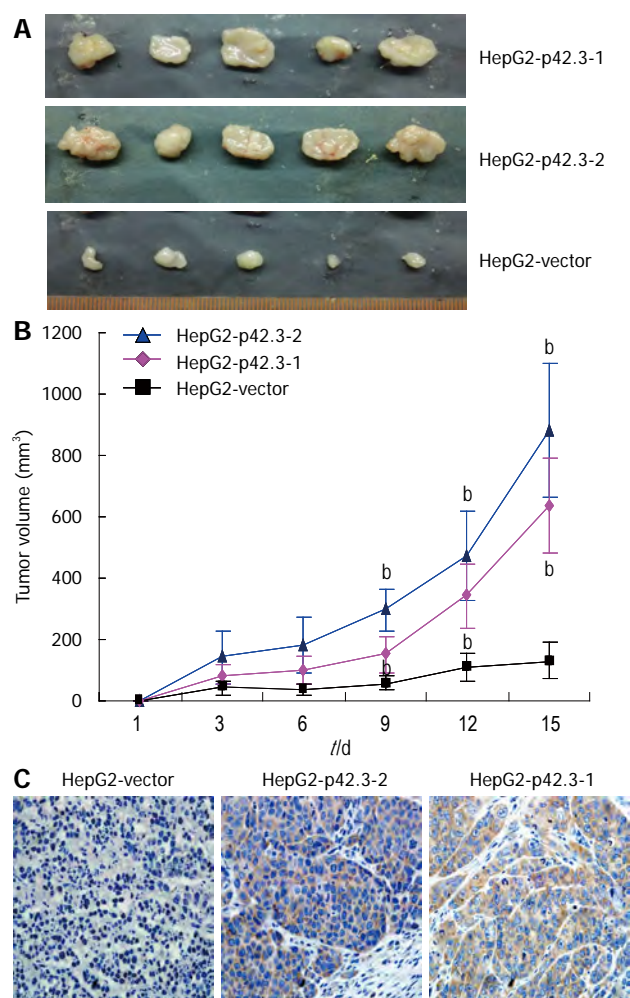 A
HepG2-p42.3-1
HepG2-p42.3-2
HepG2-vector
B
1200
1000
800
600
400
200
0
Tumor volume (mm³)
HepG2-p42.3-2
HepG2-p42.3-1
HepG2-vector
b
b
b
b
b
b
1 3 6 9 12 15
t/d
C
HepG2-vector HepG2-p42.3-2 HepG2-p42.3-1